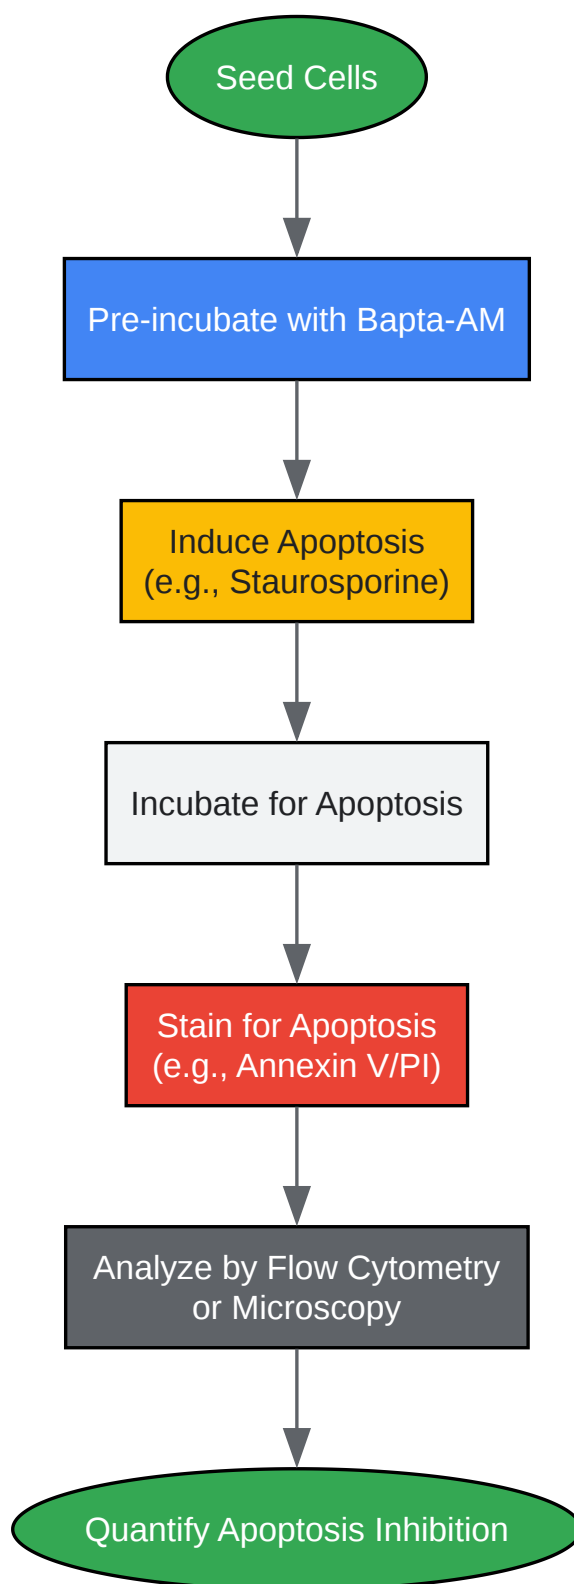 Seed Cells
Pre-incubate with Bapta-AM
Induce Apoptosis
(e.g., Staurosporine)
Incubate for Apoptosis
Stain for Apoptosis
(e.g., Annexin V/PI)
Analyze by Flow Cytometry
or Microscopy
Quantify Apoptosis Inhibition